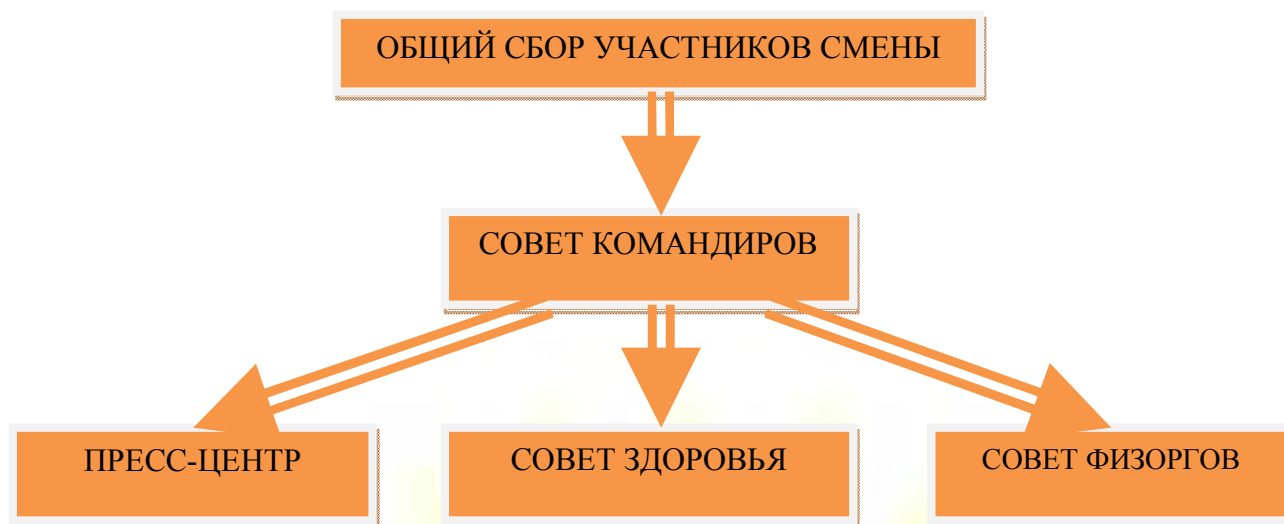 ОБЩИЙ СБОР УЧАСТНИКОВ СМЕНЫ
СОВЕТ КОМАНДИРОВ
ПРЕСС-ЦЕНТР
СОВЕТ ЗДОРОВЬЯ
СОВЕТ ФИЗОРГОВ